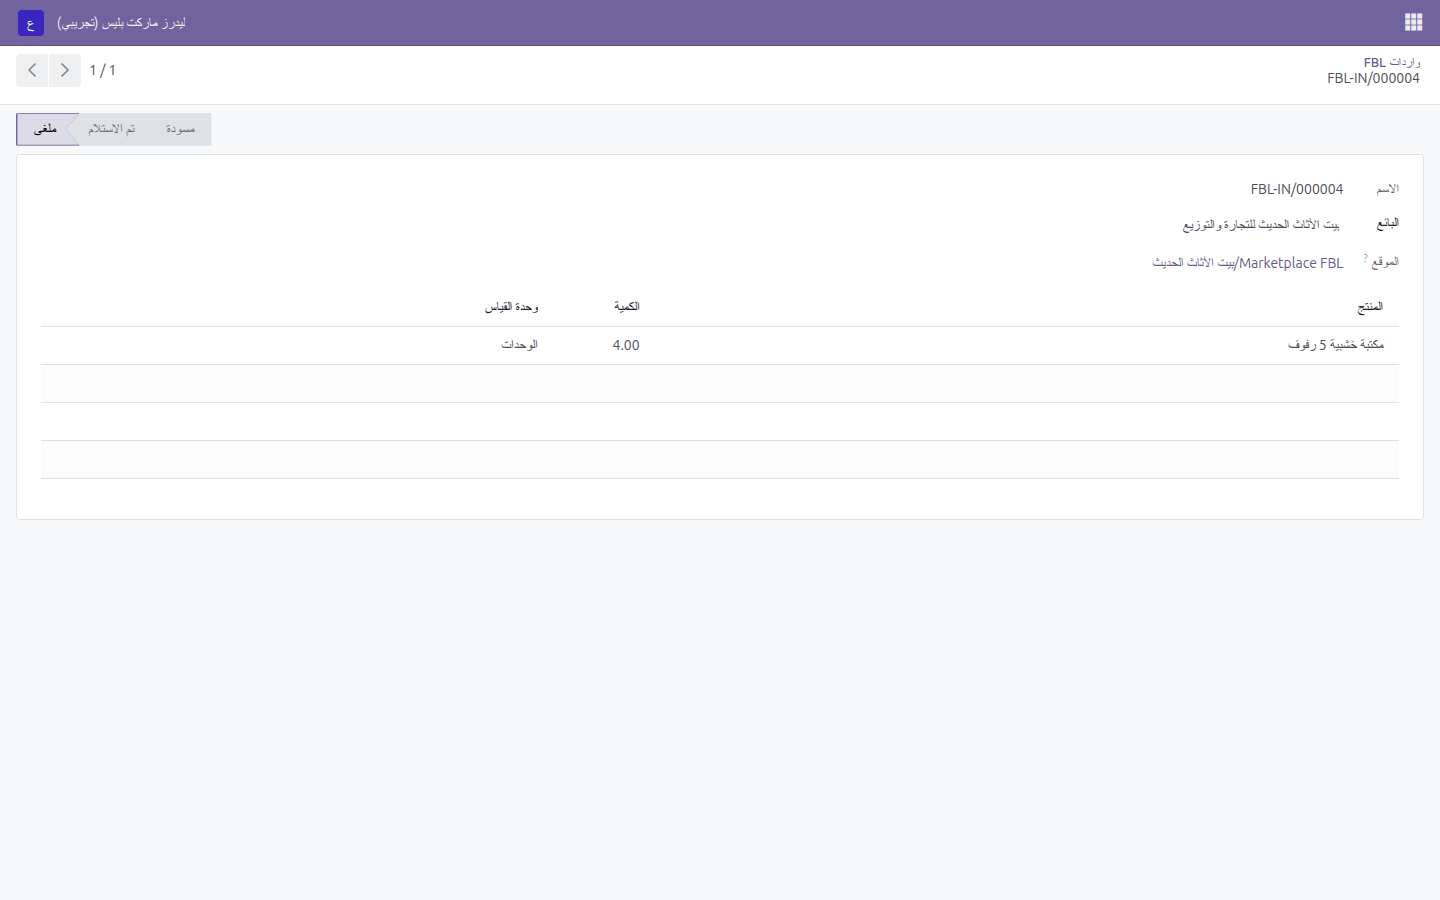 ليدرز ماركت بليس (تجريبي)
ع
واردات FBL
FBL-IN/000004
1 / 1
مسودة
تم الاستلام
ملغى
الاسم
FBL-IN/000004
البائع
بيت الأثاث الحديث للتجارة والتوزيع
الموقع ?
Marketplace FBL/بيت الأثاث الحديث
المنتج الكمية وحدة القياس
مكتبة خشبية 5 رفوف 4.00 الوحدات